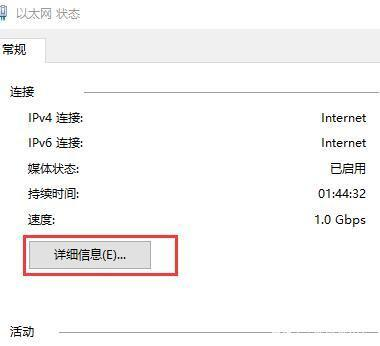 以太网 状态
常规
连接
IPv4 连接: Internet
IPv6 连接: Internet
媒体状态: 已启用
持续时间: 01:44:32
速度: 1.0 Gbps
详细信息(E)...
活动